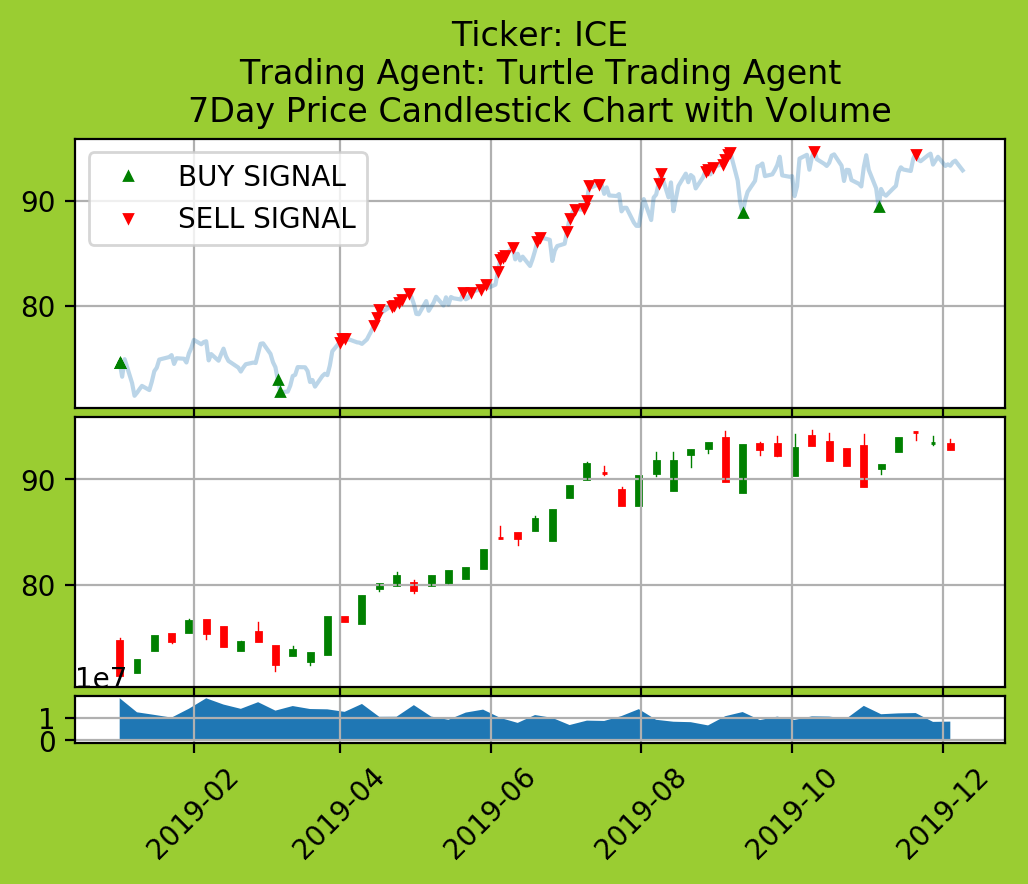 Ticker: ICE
Trading Agent: Turtle Trading Agent
7Day Price Candlestick Chart with Volume
BUY SIGNAL
SELL SIGNAL
90
80
90
80
1e7
1
0
2019-02
2019-04
2019-06
2019-08
2019-10
2019-12